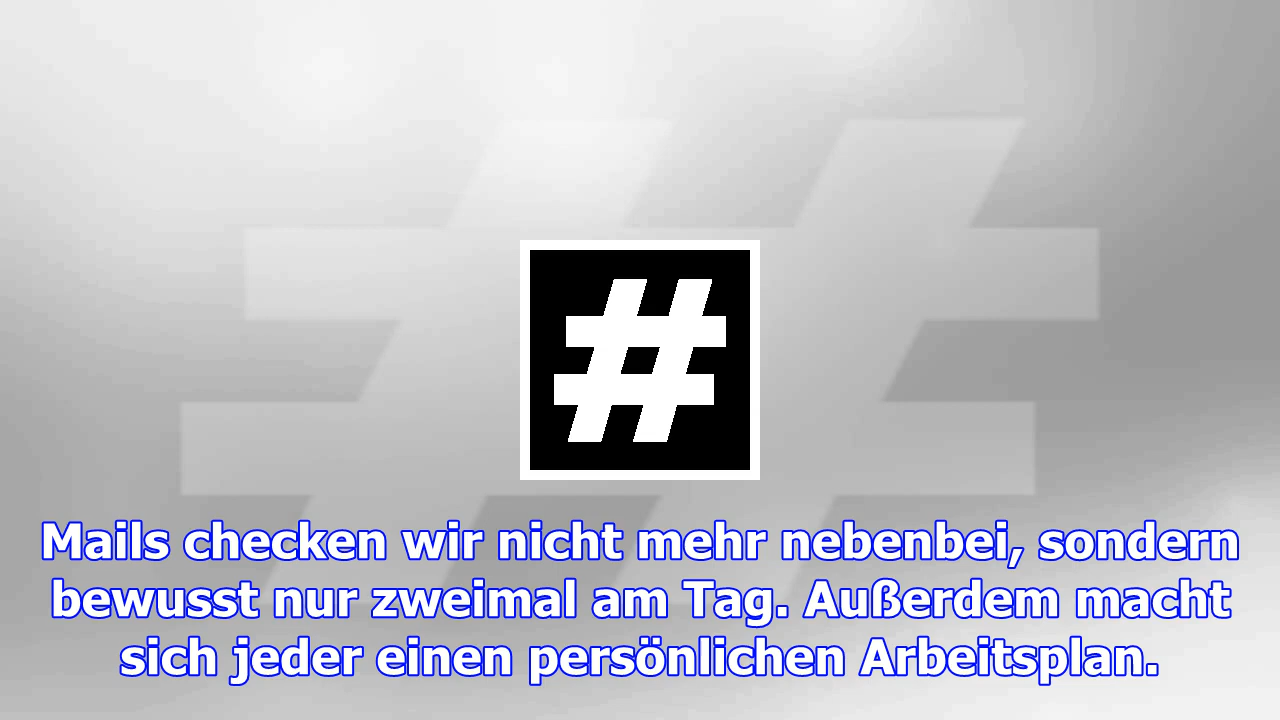 #
Mails checken wir nicht mehr nebenbei, sondern
bewusst nur zweimal am Tag. Außerdem macht
sich jeder einen persönlichen Arbeitsplan.